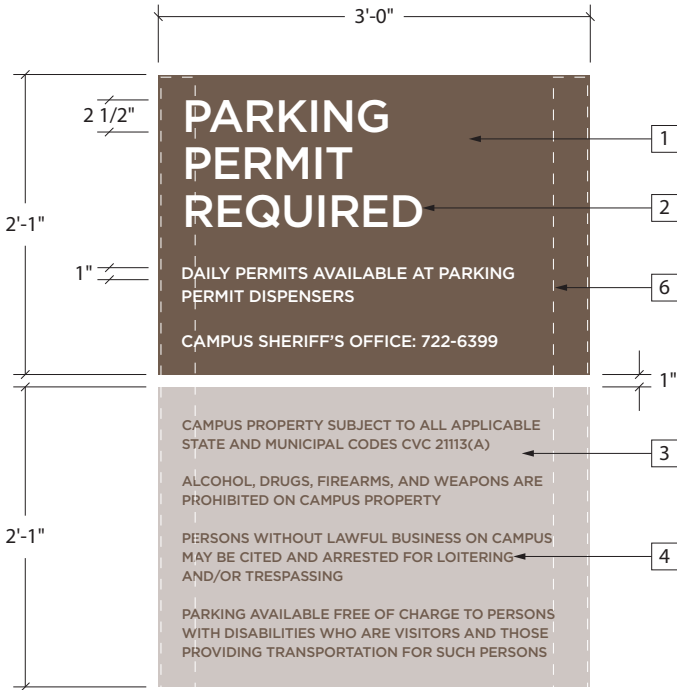 3'-0"
2 1/2"
PARKING
PERMIT
REQUIRED
1
2
2'-1"
1"
DAILY PERMITS AVAILABLE AT PARKING
PERMIT DISPENSERS
6
CAMPUS SHERIFF'S OFFICE: 722-6399
1"
CAMPUS PROPERTY SUBJECT TO ALL APPLICABLE
STATE AND MUNICIPAL CODES CVC 21113(A)
3
ALCOHOL, DRUGS, FIREARMS, AND WEAPONS ARE
PROHIBITED ON CAMPUS PROPERTY
2'-1"
PERSONS WITHOUT LAWFUL BUSINESS ON CAMPUS
MAY BE CITED AND ARRESTED FOR LOITERING
AND/OR TRESPASSING
4
PARKING AVAILABLE FREE OF CHARGE TO PERSONS
WITH DISABILITIES WHO ARE VISITORS AND THOSE
PROVIDING TRANSPORTATION FOR SUCH PERSONS